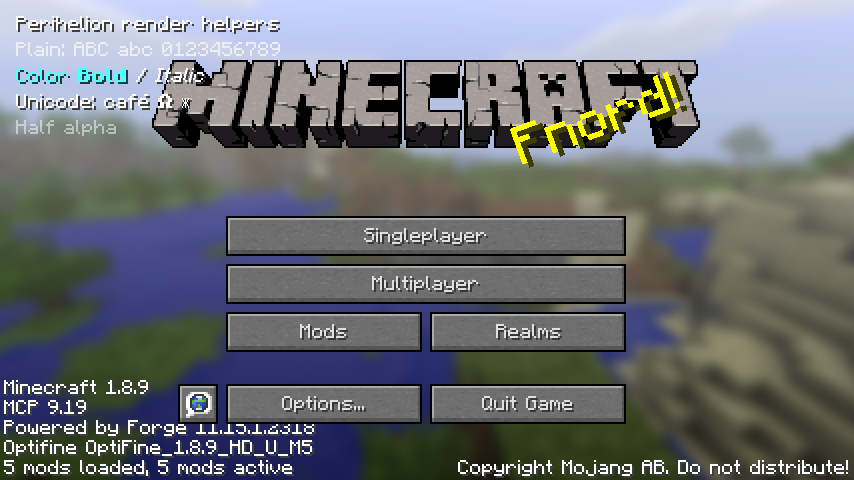 Perihelion render helpers
Plain: ABC abc 0123456789
Color Bold / Italic
Unicode: café Ω ж
Half alpha
MINECRAFT
Fnord!
Singleplayer
Multiplayer
Mods
Realms
Options...
Quit Game
Minecraft 1.8.9
MCP 9.19
Powered by Forge 11.15.1.2318
Optifine OptiFine_1.8.9_HD_U_M5
5 mods loaded, 5 mods active
Copyright Mojang AB. Do not distribute!